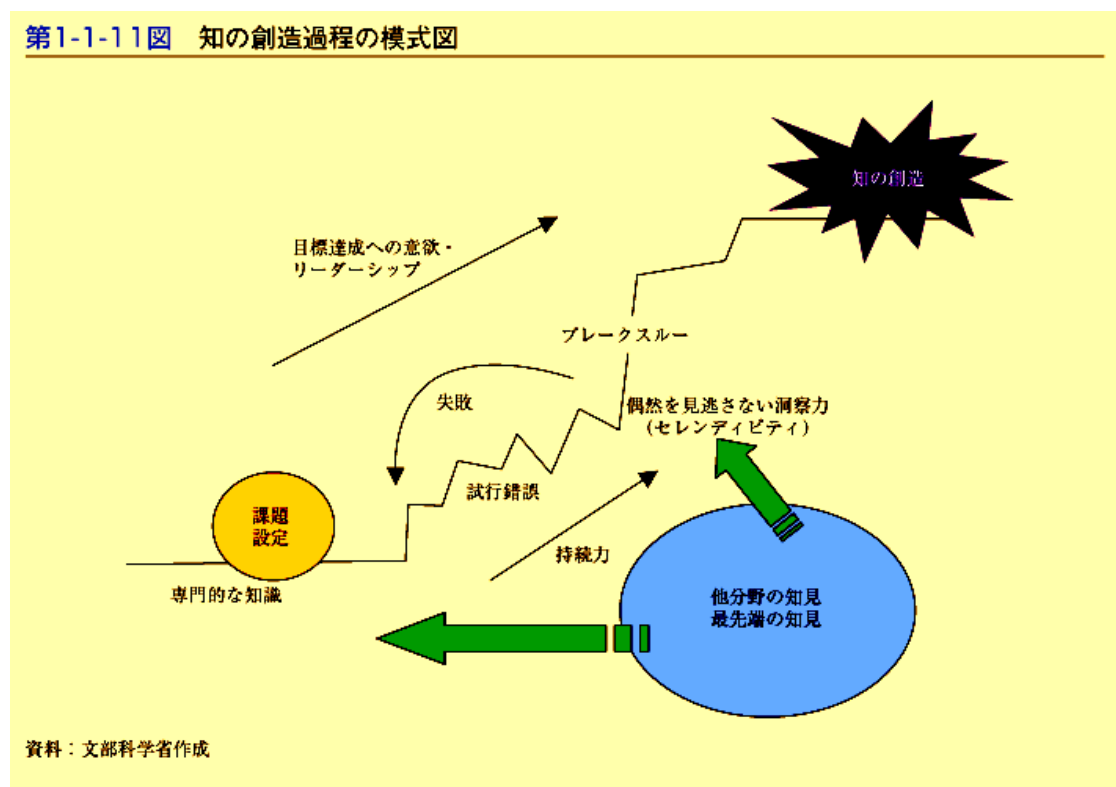 第1-1-11図 知の創造過程の模式図
知の創造
目標達成への意欲・
リーダーシップ
ブレークスルー
失敗
偶然を見逃さない洞察力
(セレンディピティ)
試行錯誤
課題
設定
持続力
専門的な知識
他分野の知見
最先端の知見
資料：文部科学省作成